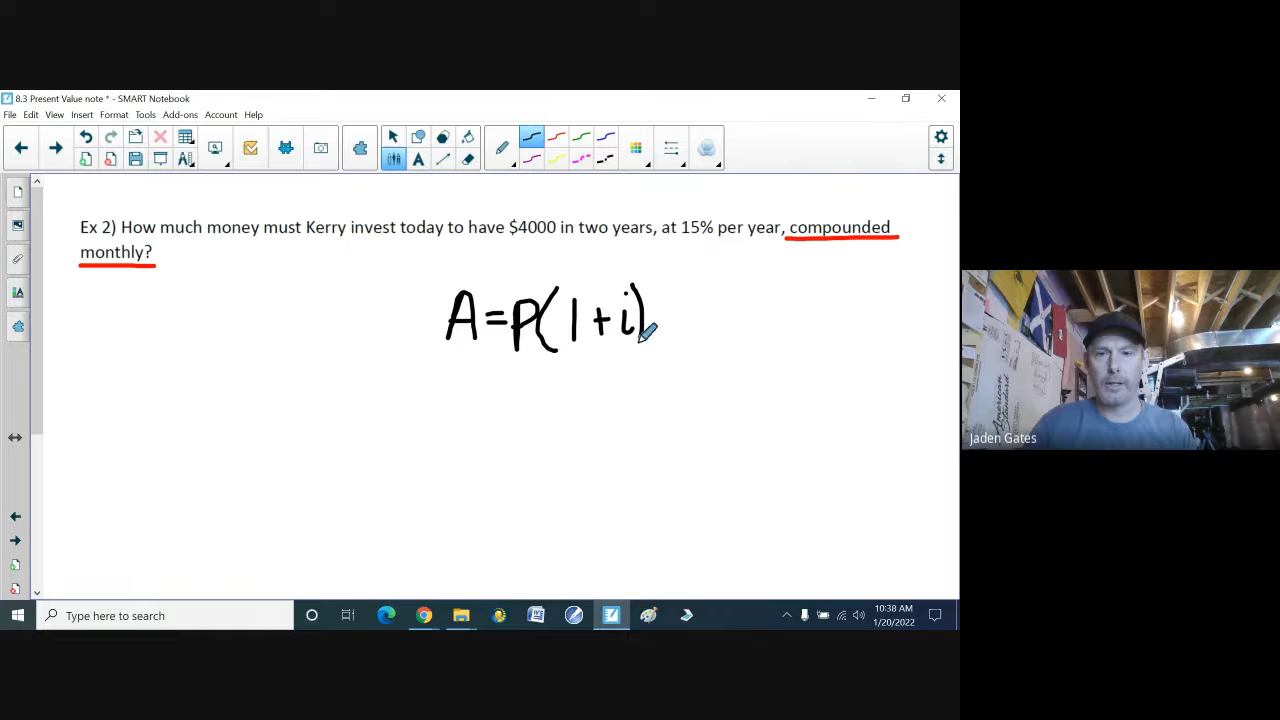 8.3 Present Value note * - SMART Notebook
File Edit View Insert Format Tools Add-ons Account Help
Ex 2) How much money must Kerry invest today to have $4000 in two years, at 15% per year, compounded
monthly?
A=P(1+i)
American
Standard
Jaden Gates
Type here to search
10:38 AM
1/20/2022